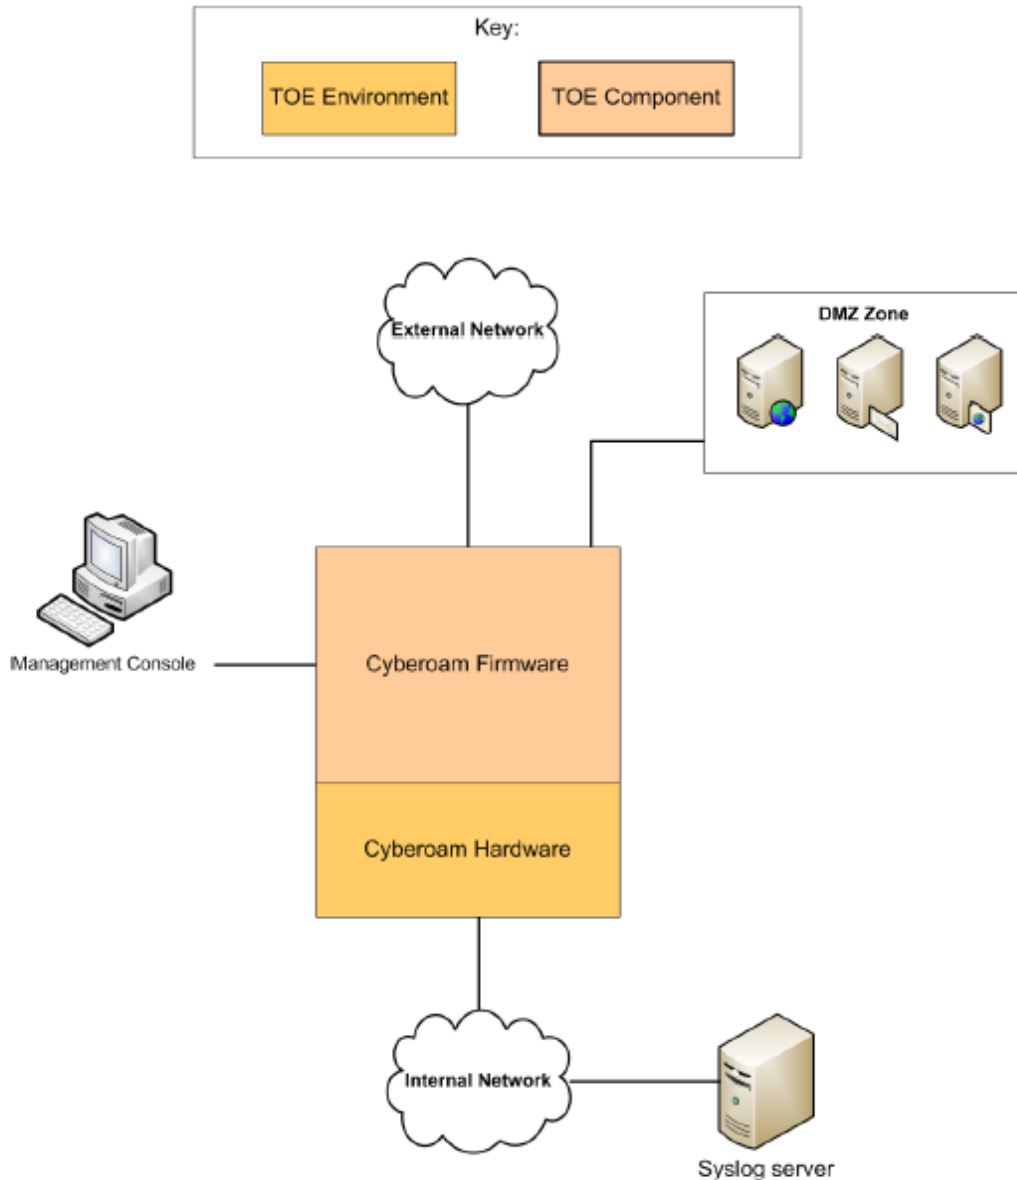 Key:
TOE Environment
TOE Component
External Network
DMZ Zone
Management Console
Cyberoam Firmware
Cyberoam Hardware
Internal Network
Syslog server